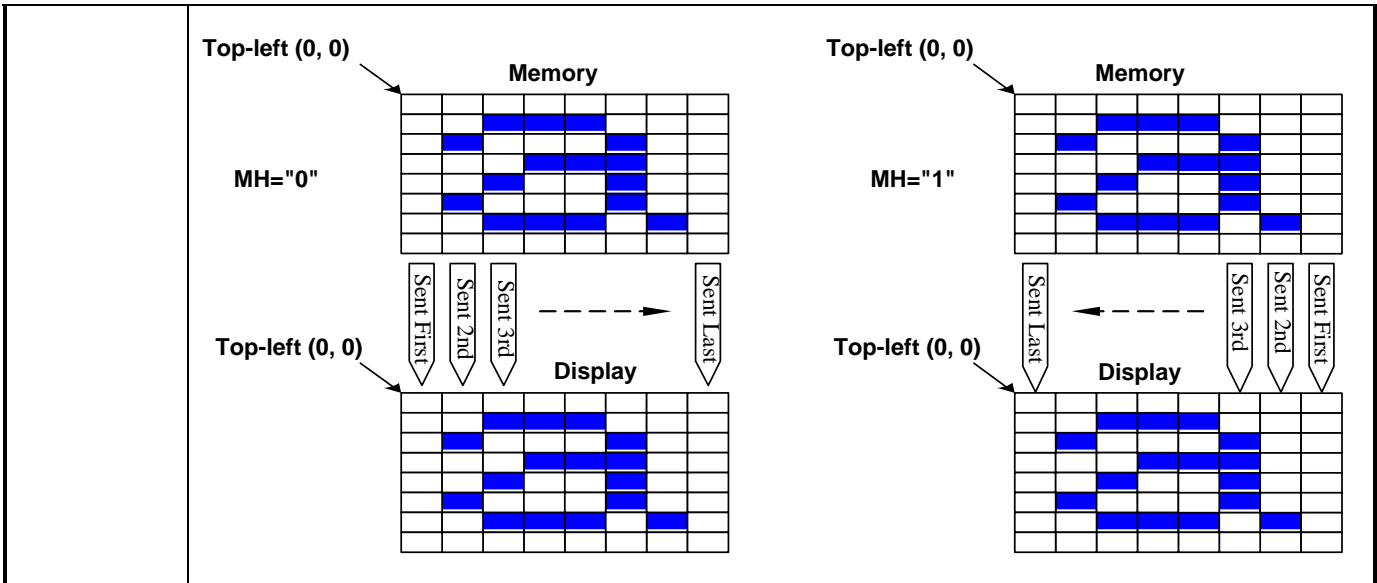 Top-left (0, 0)
Memory
MH="0"
Sent First
Sent 2nd
Sent 3rd
Sent Last
Top-left (0, 0)
Display
Top-left (0, 0)
Memory
MH="1"
Sent Last
Sent 3rd
Sent 2nd
Sent First
Top-left (0, 0)
Display